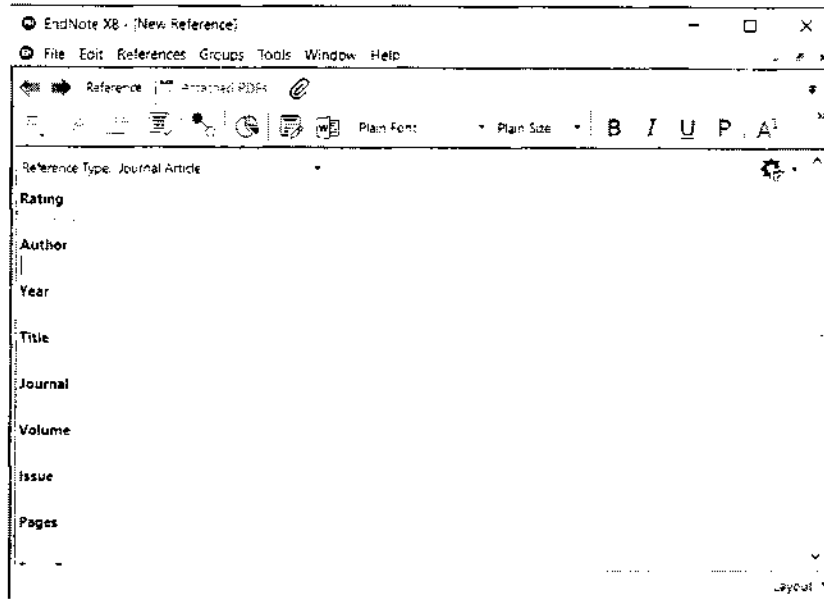 EndNote X8 - [New Reference]
File Edit References Groups Tools Window Help
Reference Attached PDFs
Plain Font Plain Size B I U P A1
Reference Type: Journal Article
Rating
Author
Year
Title
Journal
Volume
Issue
Pages
Layout